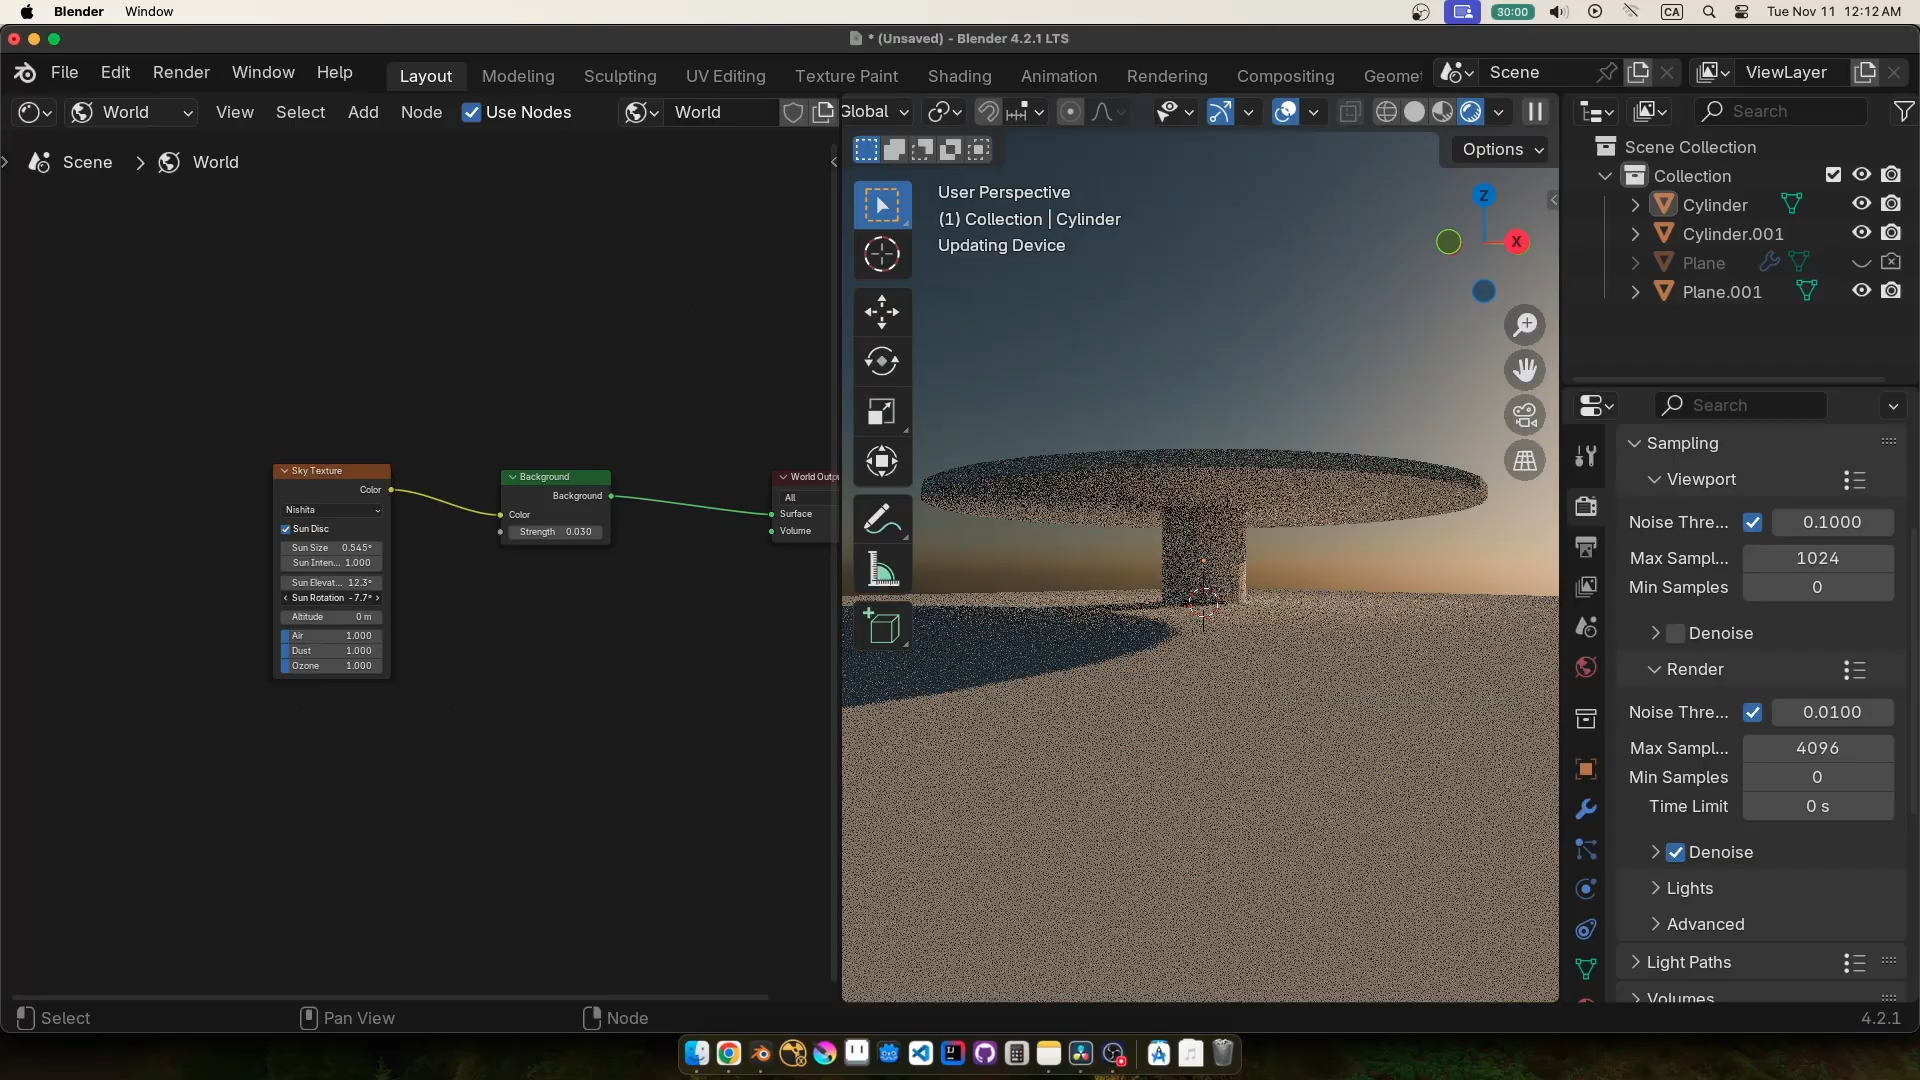 Blender Window 30:00 CA Tue Nov 11 12:12 AM
* (Unsaved) - Blender 4.2.1 LTS
File Edit Render Window Help Layout Modeling Sculpting UV Editing Texture Paint Shading Animation Rendering Compositing Geomet Scene ViewLayer
World View Select Add Node Use Nodes World Global Search
Options
Scene World
User Perspective
(1) Collection | Cylinder
Updating Device
Z
X
Scene Collection
Collection
Cylinder
Cylinder.001
Plane
Plane.001
Sky Texture
Color
Nishita
Sun Disc
Sun Size 0.545°
Sun Inten... 1.000
Sun Elevat... 12.3°
Sun Rotation -7.7°
Altitude 0 m
Air 1.000
Dust 1.000
Ozone 1.000
Background
Background
Color
Strength 0.030
World Outpu
All
Surface
Volume
Search
Sampling
Viewport
Noise Thre... 0.1000
Max Sampl... 1024
Min Samples 0
Denoise
Render
Noise Thre... 0.0100
Max Sampl... 4096
Min Samples 0
Time Limit 0 s
Denoise
Lights
Advanced
Light Paths
Volumes
Select Pan View Node 4.2.1